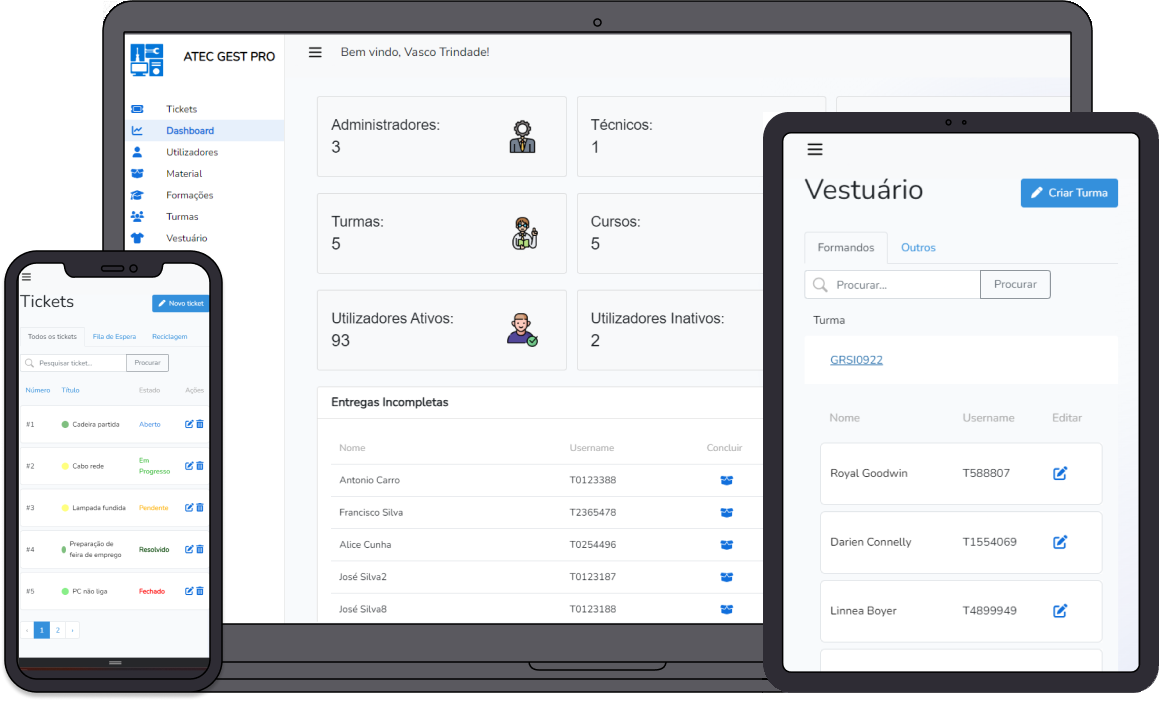 ATEC GEST PRO
Bem vindo, Vasco Trindade!
Tickets
Dashboard
Utilizadores
Material
Formações
Turmas
Vestuário
Administradores:
3
Técnicos:
1
Turmas:
5
Cursos:
5
Utilizadores Ativos:
93
Utilizadores Inativos:
2
Entregas Incompletas
Nome Username Concluir
Antonio Carro T0123388
Francisco Silva T2365478
Alice Cunha T0254496
José Silva2 T0123187
José Silva8 T0123188
Tickets
Novo ticket
Todos os tickets Fila de Espera Reciclagem
Pesquisar ticket... Procurar
Número Título Estado Ações
#1 Cadeira partida Aberto
#2 Cabo rede Em
Progresso
#3 Lampada fundida Pendente
#4 Preparação de
feira de emprego Resolvido
#5 PC não liga Fechado
‹ 1 2 ›
Vestuário
Criar Turma
Formandos Outros
Procurar... Procurar
Turma
GRSI0922
Nome Username Editar
Royal Goodwin T588807
Darien Connelly T1554069
Linnea Boyer T4899949